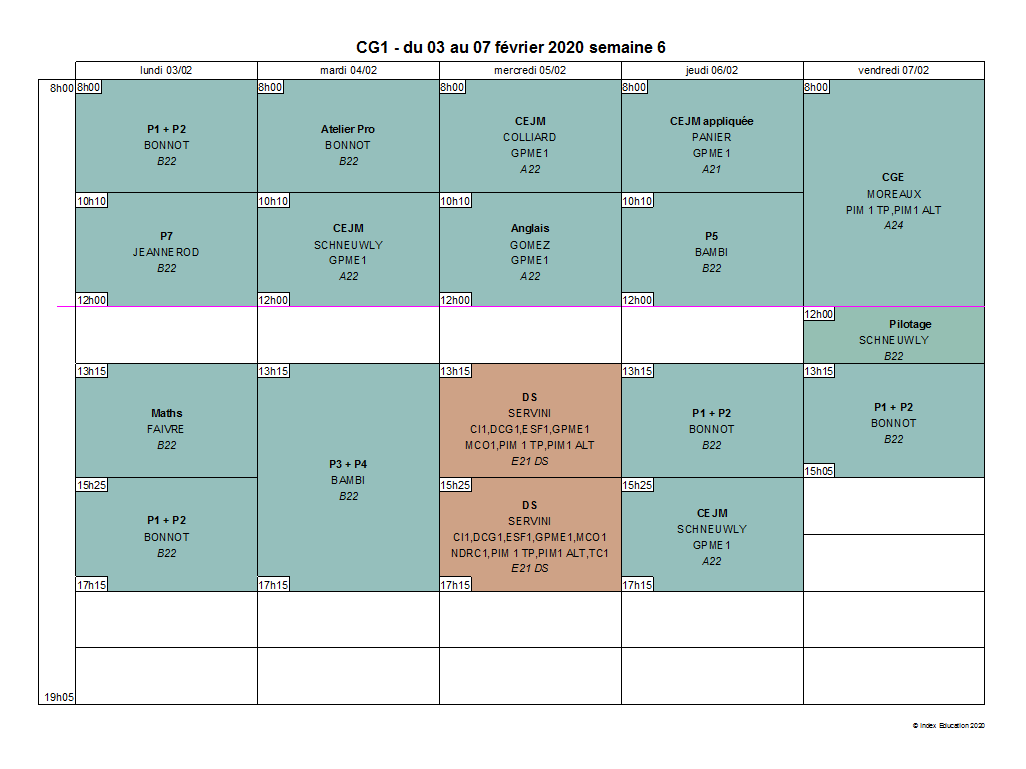 CG1 - du 03 au 07 février 2020 semaine 6
lundi 03/02
mardi 04/02
mercredi 05/02
jeudi 06/02
vendredi 07/02
8h00
8h00
P1 + P2
BONNOT
B22
8h00
Atelier Pro
BONNOT
B22
8h00
CEJM
COLLIARD
GPME1
A22
8h00
CEJM appliquée
PANIER
GPME1
A21
8h00
CGE
MOREAUX
PIM 1 TP,PIM1 ALT
A24
10h10
P7
JEANNEROD
B22
12h00
10h10
CEJM
SCHNEUWLY
GPME1
A22
12h00
10h10
Anglais
GOMEZ
GPME1
A22
12h00
10h10
P5
BAMBI
B22
12h00
12h00
Pilotage
SCHNEUWLY
B22
13h15
Maths
FAIVRE
B22
13h15
P3 + P4
BAMBI
B22
17h15
13h15
DS
SERVINI
CI1,DCG1,ESF1,GPME1
MCO1,PIM 1 TP,PIM1 ALT
E21 DS
13h15
P1 + P2
BONNOT
B22
13h15
P1 + P2
BONNOT
B22
15h05
15h25
P1 + P2
BONNOT
B22
17h15
15h25
DS
SERVINI
CI1,DCG1,ESF1,GPME1,MCO1
NDRC1,PIM 1 TP,PIM1 ALT,TC1
E21 DS
17h15
15h25
CEJM
SCHNEUWLY
GPME1
A22
17h15
19h05
© Index Education 2020